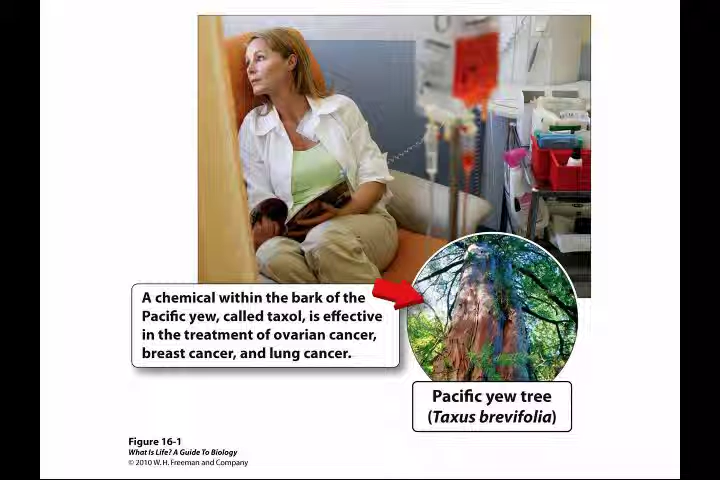 A chemical within the bark of the
Pacific yew, called taxol, is effective
in the treatment of ovarian cancer,
breast cancer, and lung cancer.
Pacific yew tree
(Taxus brevifolia)
Figure 16-1
What Is Life? A Guide To Biology
© 2010 W. H. Freeman and Company